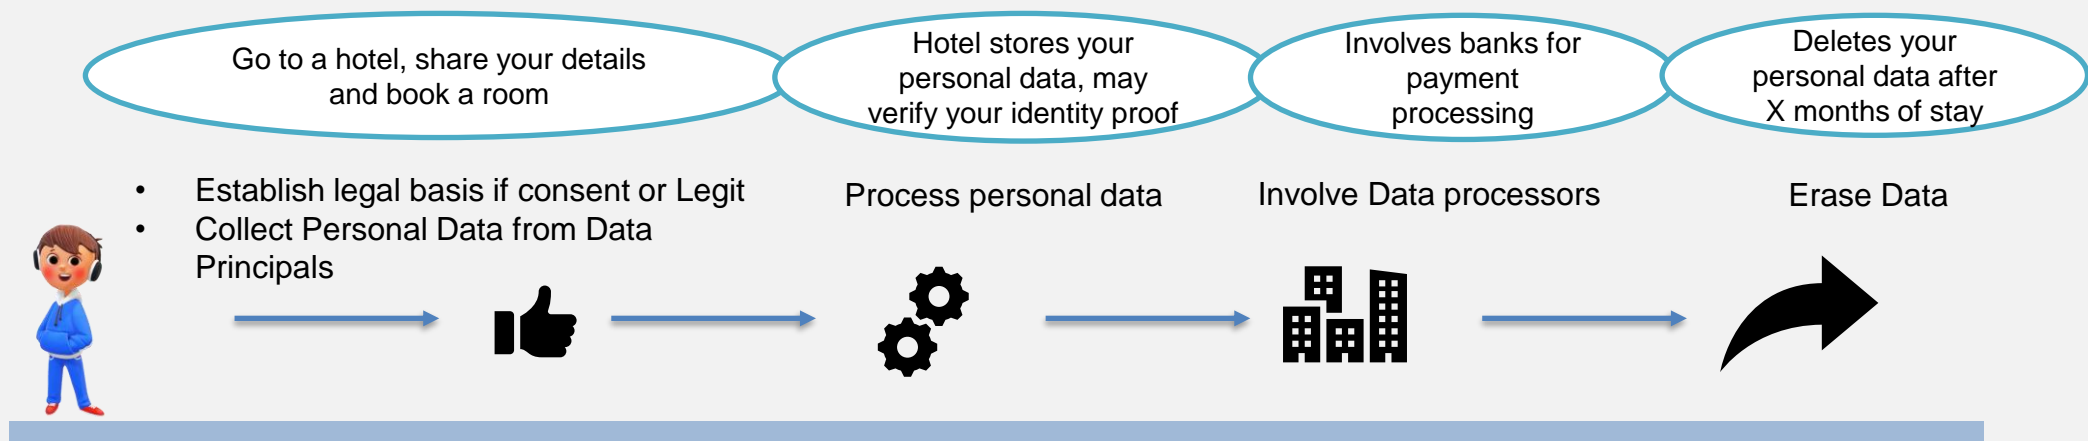 Go to a hotel, share your details
and book a room
Hotel stores your
personal data, may
verify your identity proof
Involves banks for
payment
processing
Deletes your
personal data after
X months of stay
• Establish legal basis if consent or Legit
• Collect Personal Data from Data
Principals
Process personal data
Involve Data processors
Erase Data